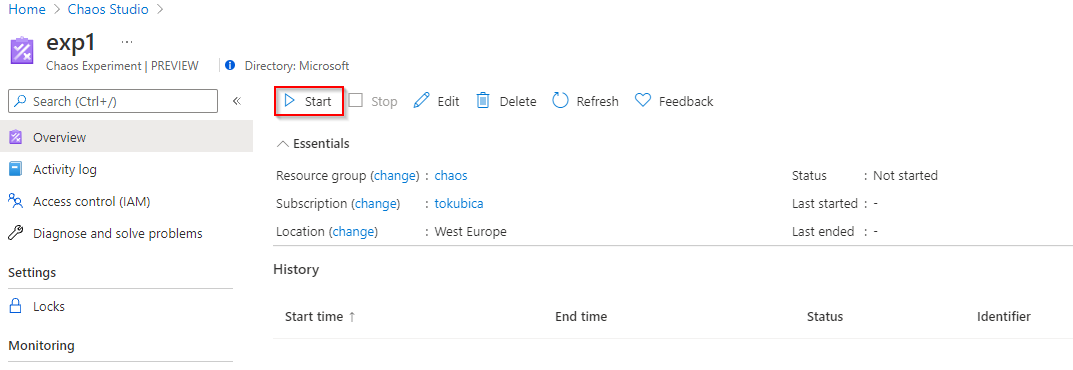 Home > Chaos Studio >
exp1 ...
Chaos Experiment | PREVIEW Directory: Microsoft
Search (Ctrl+/) «
Start Stop Edit Delete Refresh Feedback
Overview
Activity log
Access control (IAM)
Diagnose and solve problems
Settings
Locks
Monitoring
Essentials
Resource group (change) : chaos Status : Not started
Subscription (change) : tokubica Last started : -
Location (change) : West Europe Last ended : -
History
Start time ↑ End time Status Identifier